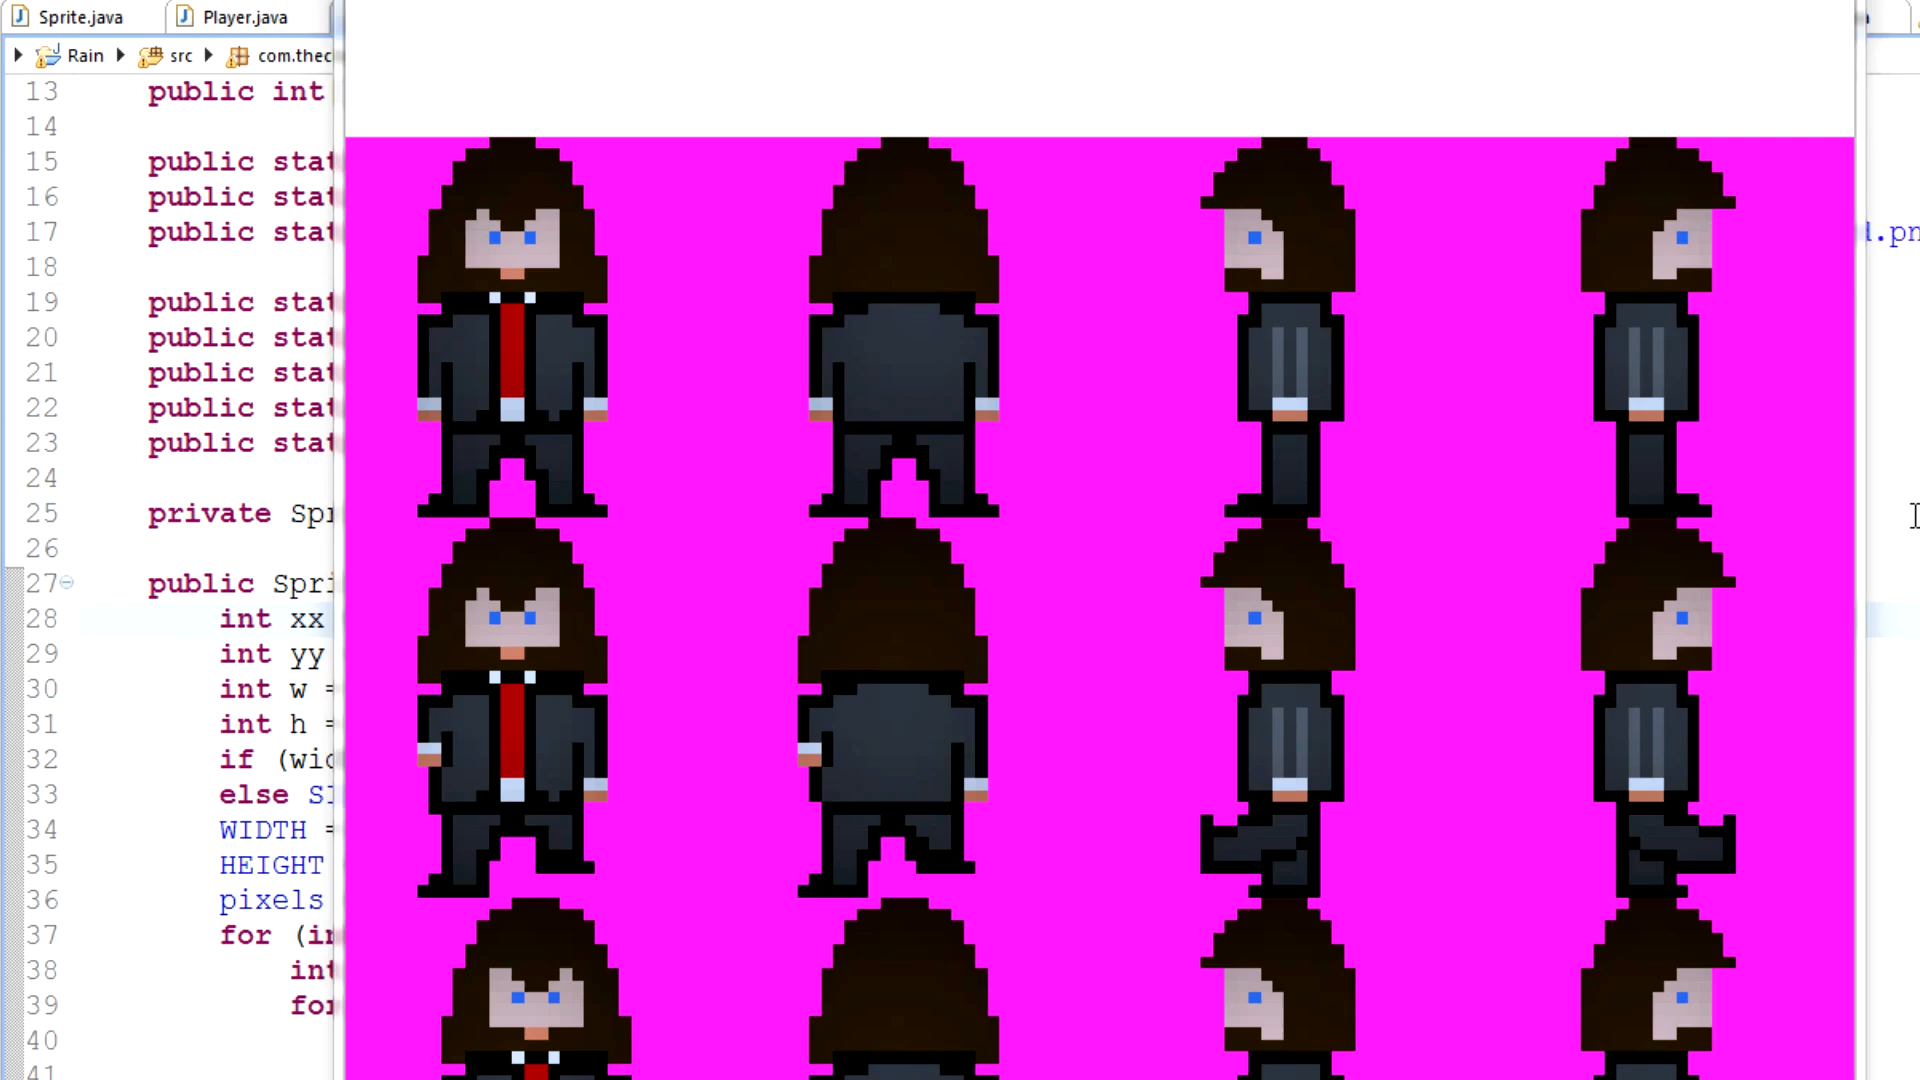 Sprite.java Player.java
Rain src com.thec
13 public int
14
15 public stat
16 public stat
17 public stat .pn
18
19 public stat
20 public stat
21 public stat
22 public stat
23 public stat
24
25 private Spr
26
27 public Spri
28 int xx
29 int yy
30 int w =
31 int h =
32 if (wid
33 else SI
34 WIDTH =
35 HEIGHT
36 pixels
37 for (in
38 int
39 for
40
41